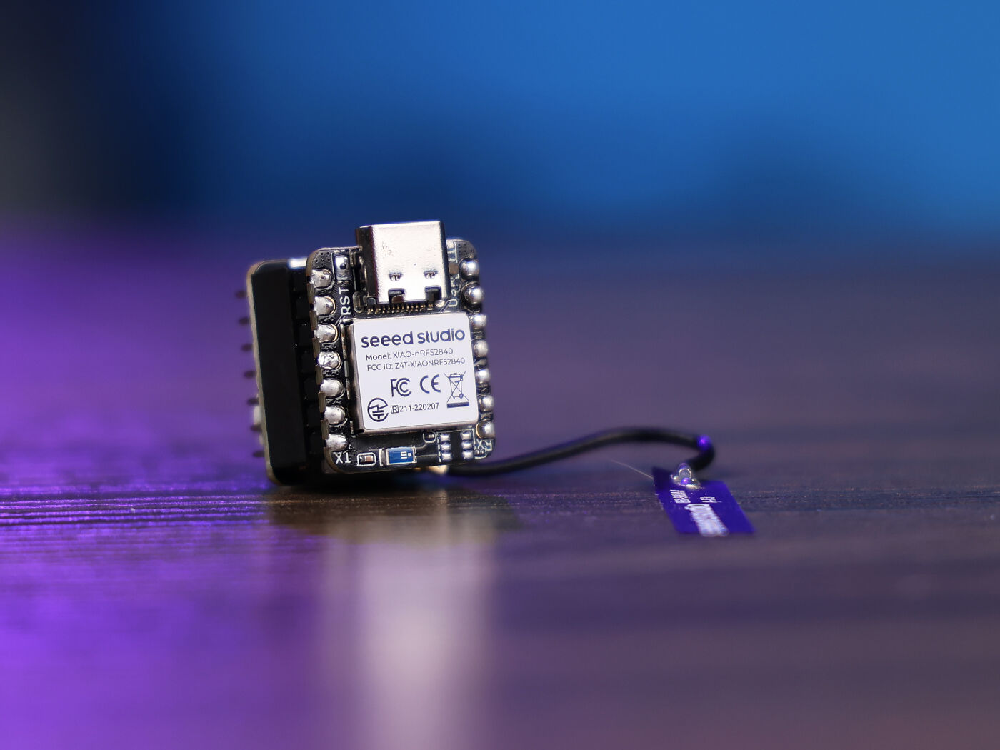 RST
seeed studio
Model: XIAO-nRF52840
FCC ID: Z4T-XIAONRF52840
FC CE
R 211-220207
X1